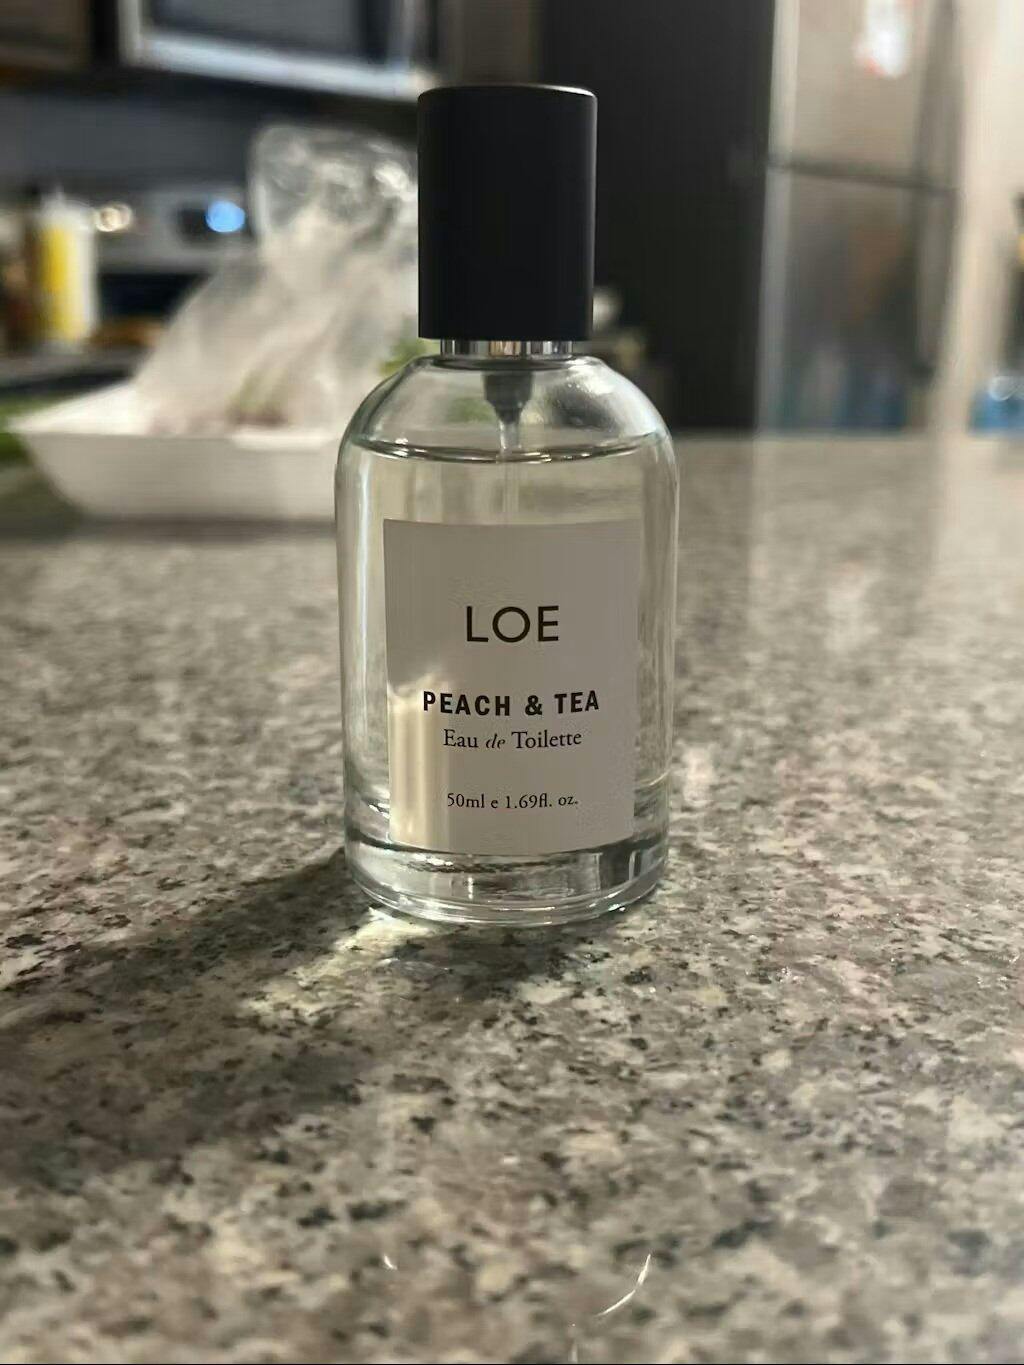 LOE
PEACH & TEA
Eau de Toilette
50ml e 1.69fl. oz.